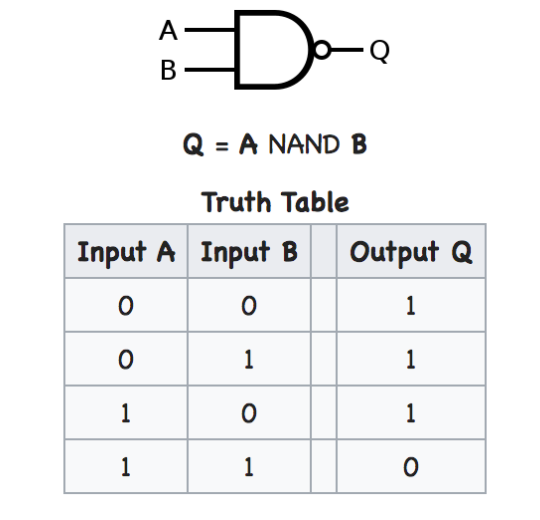 A
B
Q
Q = A NAND B
Truth Table
Input A Input B Output Q
0 0 1
0 1 1
1 0 1
1 1 0